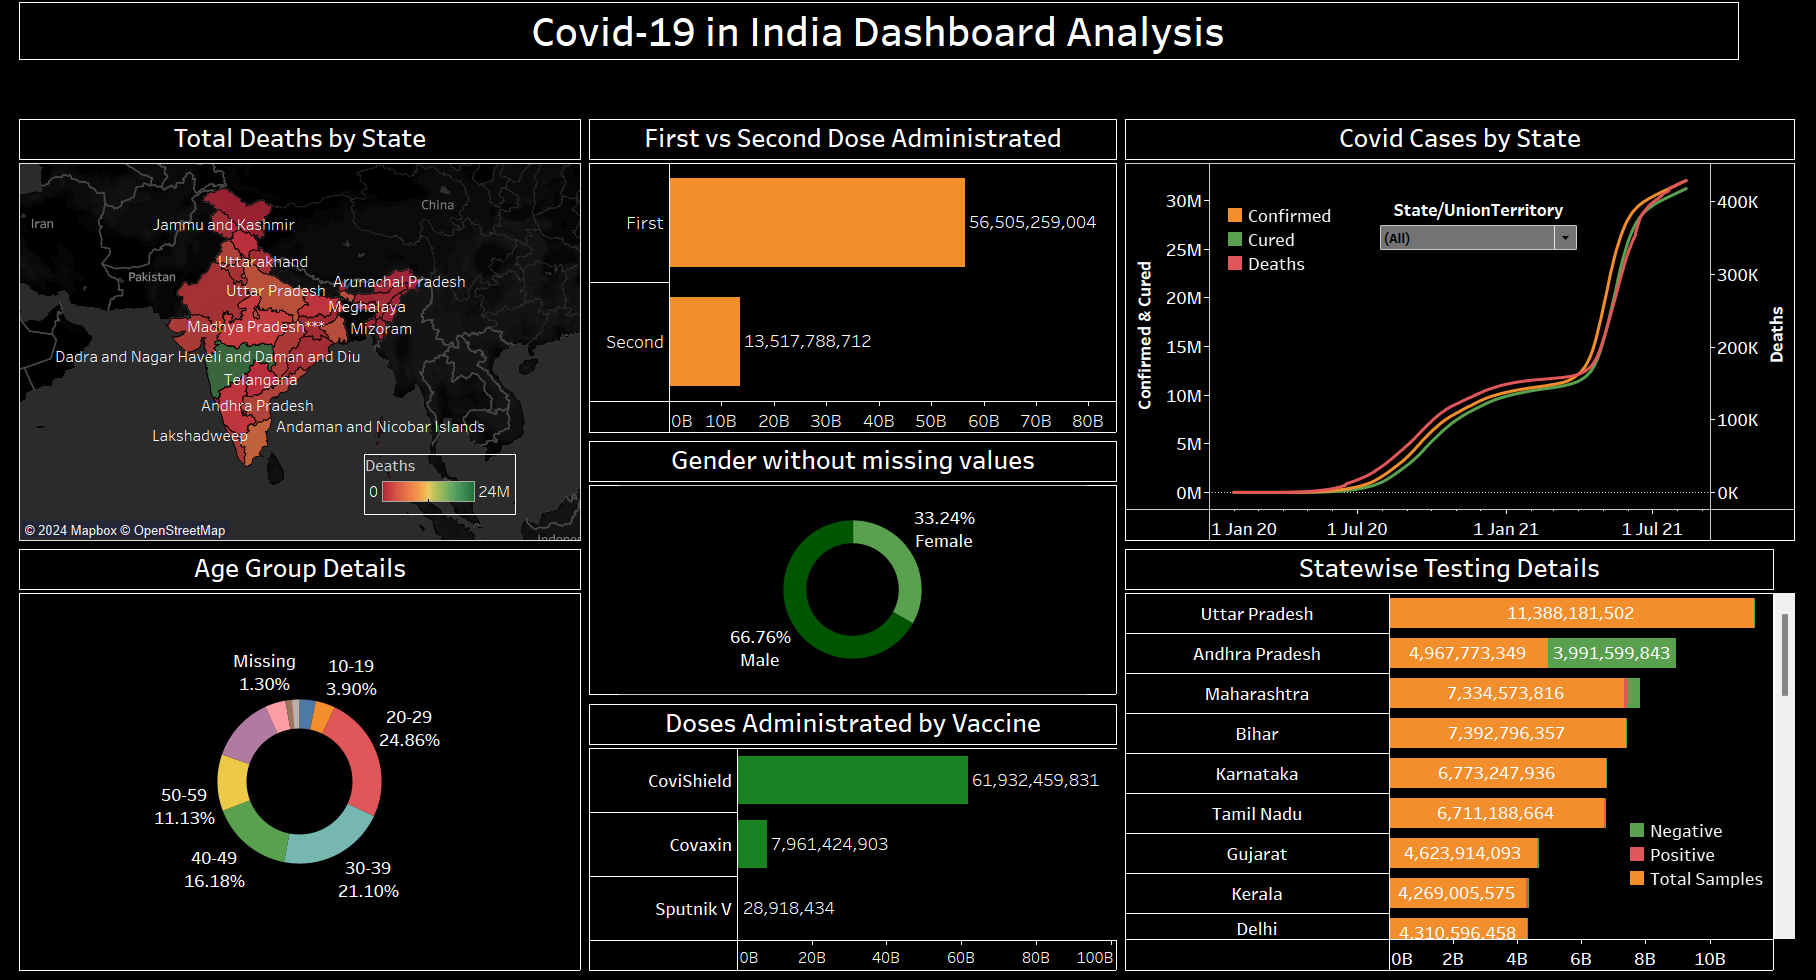 Covid-19 in India Dashboard Analysis
Total Deaths by State
Iran
China
Pakistan
Jammu and Kashmir
Uttarakhand
Uttar Pradesh
Arunachal Pradesh
Meghalaya
Madhya Pradesh***
Mizoram
Dadra and Nagar Haveli and Daman and Diu
Telangana
Andhra Pradesh
Andaman and Nicobar Islands
Lakshadweep
Deaths
0 24M
© 2024 Mapbox © OpenStreetMap
First vs Second Dose Administrated
First 56,505,259,004
Second 13,517,788,712
0B 10B 20B 30B 40B 50B 60B 70B 80B
Covid Cases by State
Confirmed & Cured
30M
25M
20M
15M
10M
5M
0M
Confirmed
Cured
Deaths
State/UnionTerritory
(All)
400K
300K
200K
100K
0K
Deaths
1 Jan 20 1 Jul 20 1 Jan 21 1 Jul 21
Gender without missing values
33.24%
Female
66.76%
Male
Age Group Details
Missing
1.30%
10-19
3.90%
20-29
24.86%
50-59
11.13%
40-49
16.18%
30-39
21.10%
Doses Administrated by Vaccine
CoviShield 61,932,459,831
Covaxin 7,961,424,903
Sputnik V 28,918,434
0B 20B 40B 60B 80B 100B
Statewise Testing Details
Uttar Pradesh 11,388,181,502
Andhra Pradesh 4,967,773,349 3,991,599,843
Maharashtra 7,334,573,816
Bihar 7,392,796,357
Karnataka 6,773,247,936
Tamil Nadu 6,711,188,664
Gujarat 4,623,914,093
Kerala 4,269,005,575
Delhi 4,310,596,458
Negative
Positive
Total Samples
0B 2B 4B 6B 8B 10B